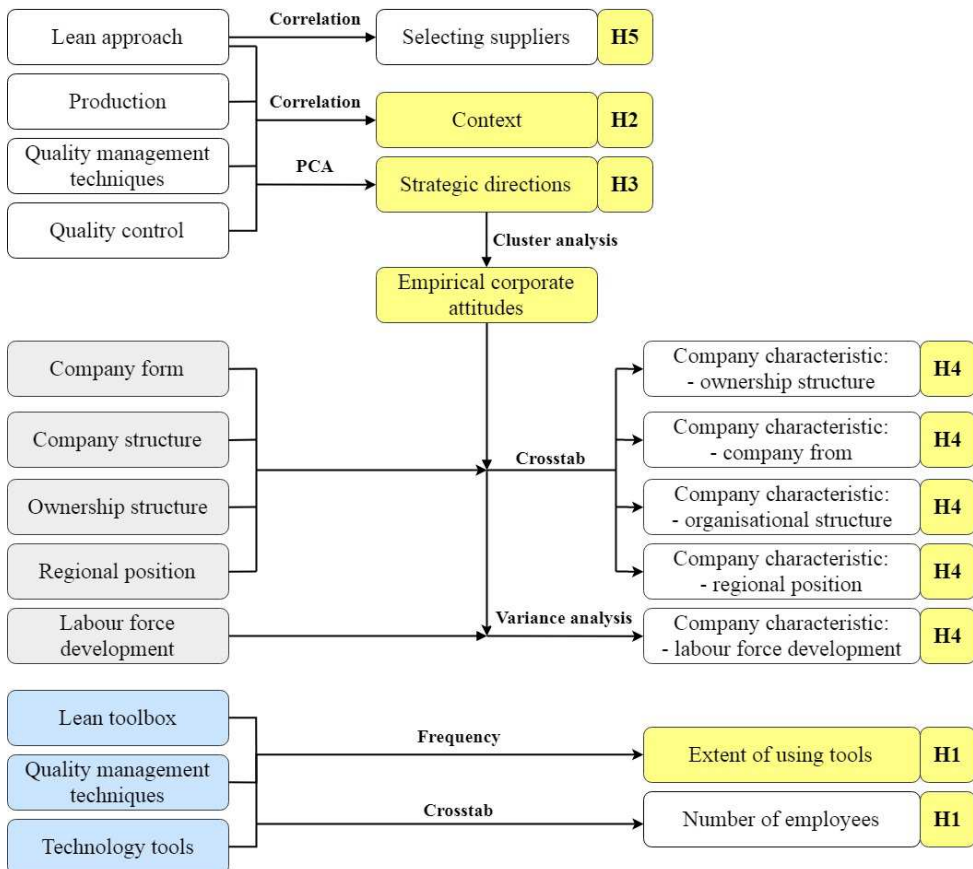 Correlation
Lean approach
Selecting suppliers
H5
Production
Correlation
Context
H2
Quality management
techniques
PCA
Strategic directions
H3
Quality control
Cluster analysis
Empirical corporate
attitudes
Company form
Company characteristic:
- ownership structure
H4
Company structure
Company characteristic:
- company from
H4
Crosstab
Ownership structure
Company characteristic:
- organisational structure
H4
Regional position
Company characteristic:
- regional position
H4
Labour force
development
Variance analysis
Company characteristic:
- labour force development
H4
Lean toolbox
Frequency
Extent of using tools
H1
Quality management
techniques
Crosstab
Number of employees
H1
Technology tools